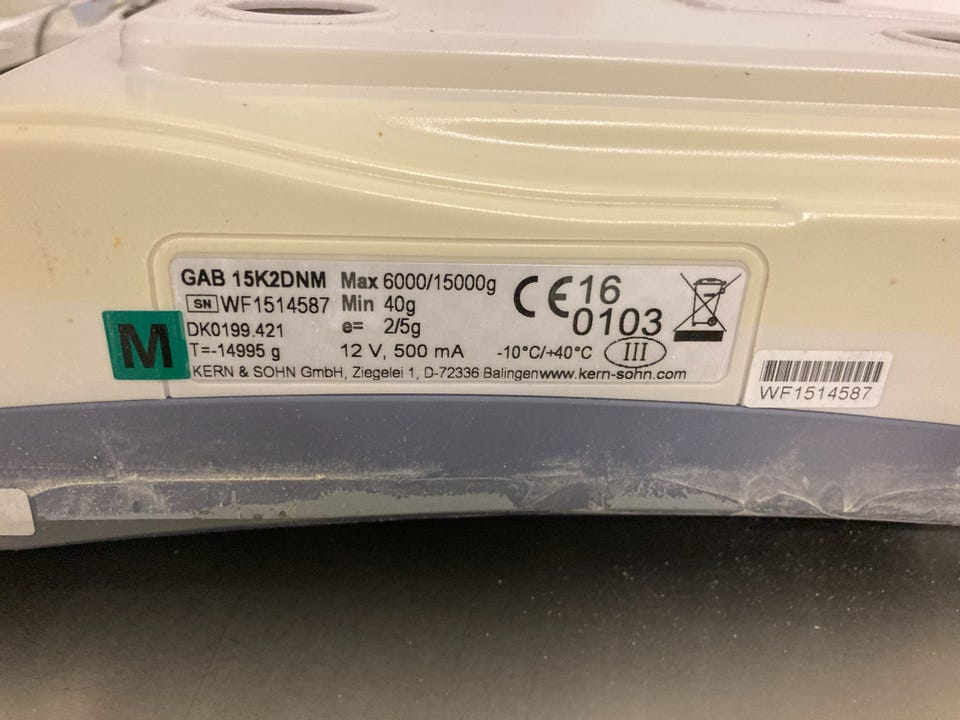 GAB 15K2DNM Max 6000/15000g
SN WF1514587 Min 40g
DK0199.421 e= 2/5g
T=-14995 g 12 V, 500 mA -10°C/+40°C III
KERN & SOHN GmbH, Ziegelei 1, D-72336 Balingen www.kern-sohn.com
CE 16
0103
M
WF1514587